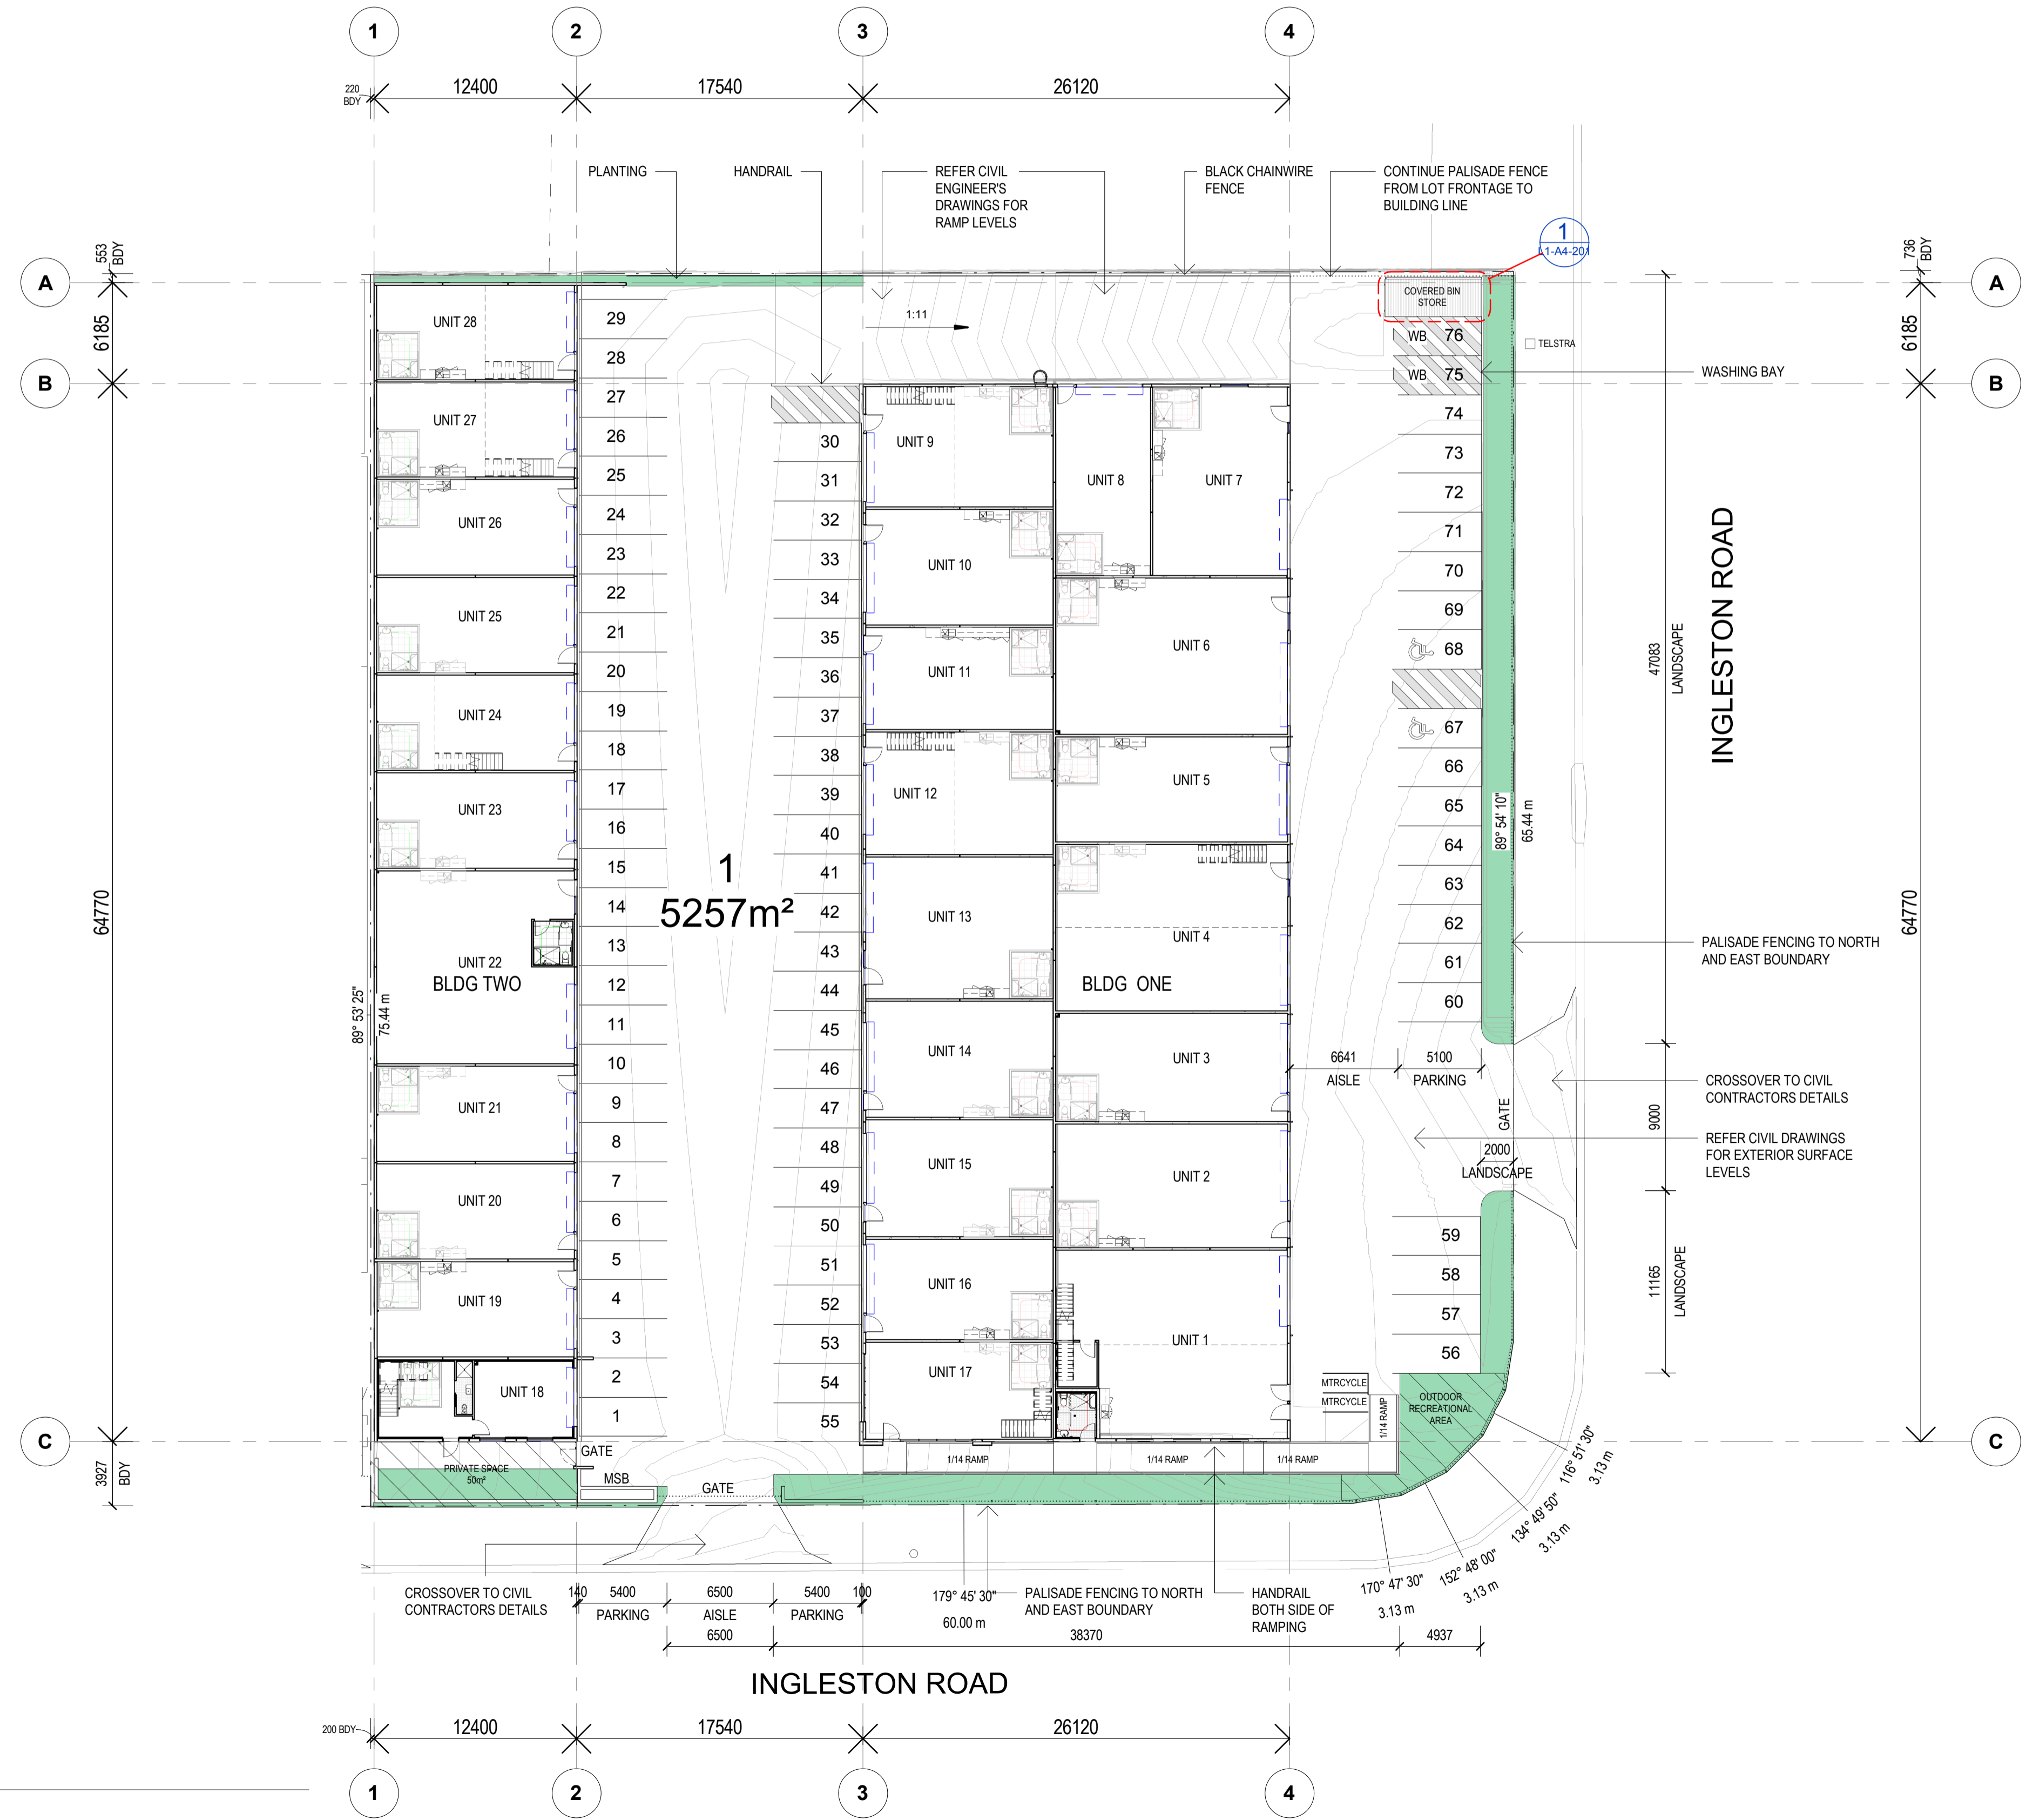 1
2
3
4
12400
17540
26120
220
BDY
PLANTING
HANDRAIL
REFER CIVIL
ENGINEER'S
DRAWINGS FOR
RAMP LEVELS
BLACK CHAINWIRE
FENCE
CONTINUE PALISADE FENCE
FROM LOT FRONTAGE TO
BUILDING LINE
1
L1-A4-201
553
BDY
736
BDY
A
A
6185
6185
B
B
64770
64770
C
C
3927
BDY
COVERED BIN
STORE
WB 76
WB 75
TELSTRA
WASHING BAY
1:11
UNIT 28
UNIT 27
UNIT 26
UNIT 25
UNIT 24
UNIT 23
UNIT 22
BLDG TWO
UNIT 21
UNIT 20
UNIT 19
UNIT 18
29
28
27
26
25
24
23
22
21
20
19
18
17
16
15
14
13
12
11
10
9
8
7
6
5
4
3
2
1
1
5257m²
30
31
32
33
34
35
36
37
38
39
40
41
42
43
44
45
46
47
48
49
50
51
52
53
54
55
UNIT 9
UNIT 10
UNIT 11
UNIT 12
UNIT 13
UNIT 14
UNIT 15
UNIT 16
UNIT 17
UNIT 8
UNIT 7
UNIT 6
UNIT 5
UNIT 4
BLDG ONE
UNIT 3
UNIT 2
UNIT 1
74
73
72
71
70
69
68
67
66
65
64
63
62
61
60
59
58
57
56
89° 54' 10"
65.44 m
89° 53' 25"
75.44 m
INGLESTON ROAD
47083
LANDSCAPE
9000
11165
LANDSCAPE
PALISADE FENCING TO NORTH
AND EAST BOUNDARY
6641
AISLE
5100
PARKING
GATE
2000
LANDSCAPE
CROSSOVER TO CIVIL
CONTRACTORS DETAILS
REFER CIVIL DRAWINGS
FOR EXTERIOR SURFACE
LEVELS
MTRCYCLE
MTRCYCLE
1/14 RAMP
OUTDOOR
RECREATIONAL
AREA
PRIVATE SPACE
50m²
GATE
MSB
GATE
1/14 RAMP
1/14 RAMP
1/14 RAMP
116° 51' 30"
3.13 m
134° 49' 50"
3.13 m
152° 48' 00"
3.13 m
170° 47' 30"
3.13 m
CROSSOVER TO CIVIL
CONTRACTORS DETAILS
140
5400
PARKING
6500
AISLE
5400
PARKING
100
179° 45' 30"
60.00 m
PALISADE FENCING TO NORTH
AND EAST BOUNDARY
HANDRAIL
BOTH SIDE OF
RAMPING
6500
38370
4937
INGLESTON ROAD
200 BDY
12400
17540
26120
1
2
3
4